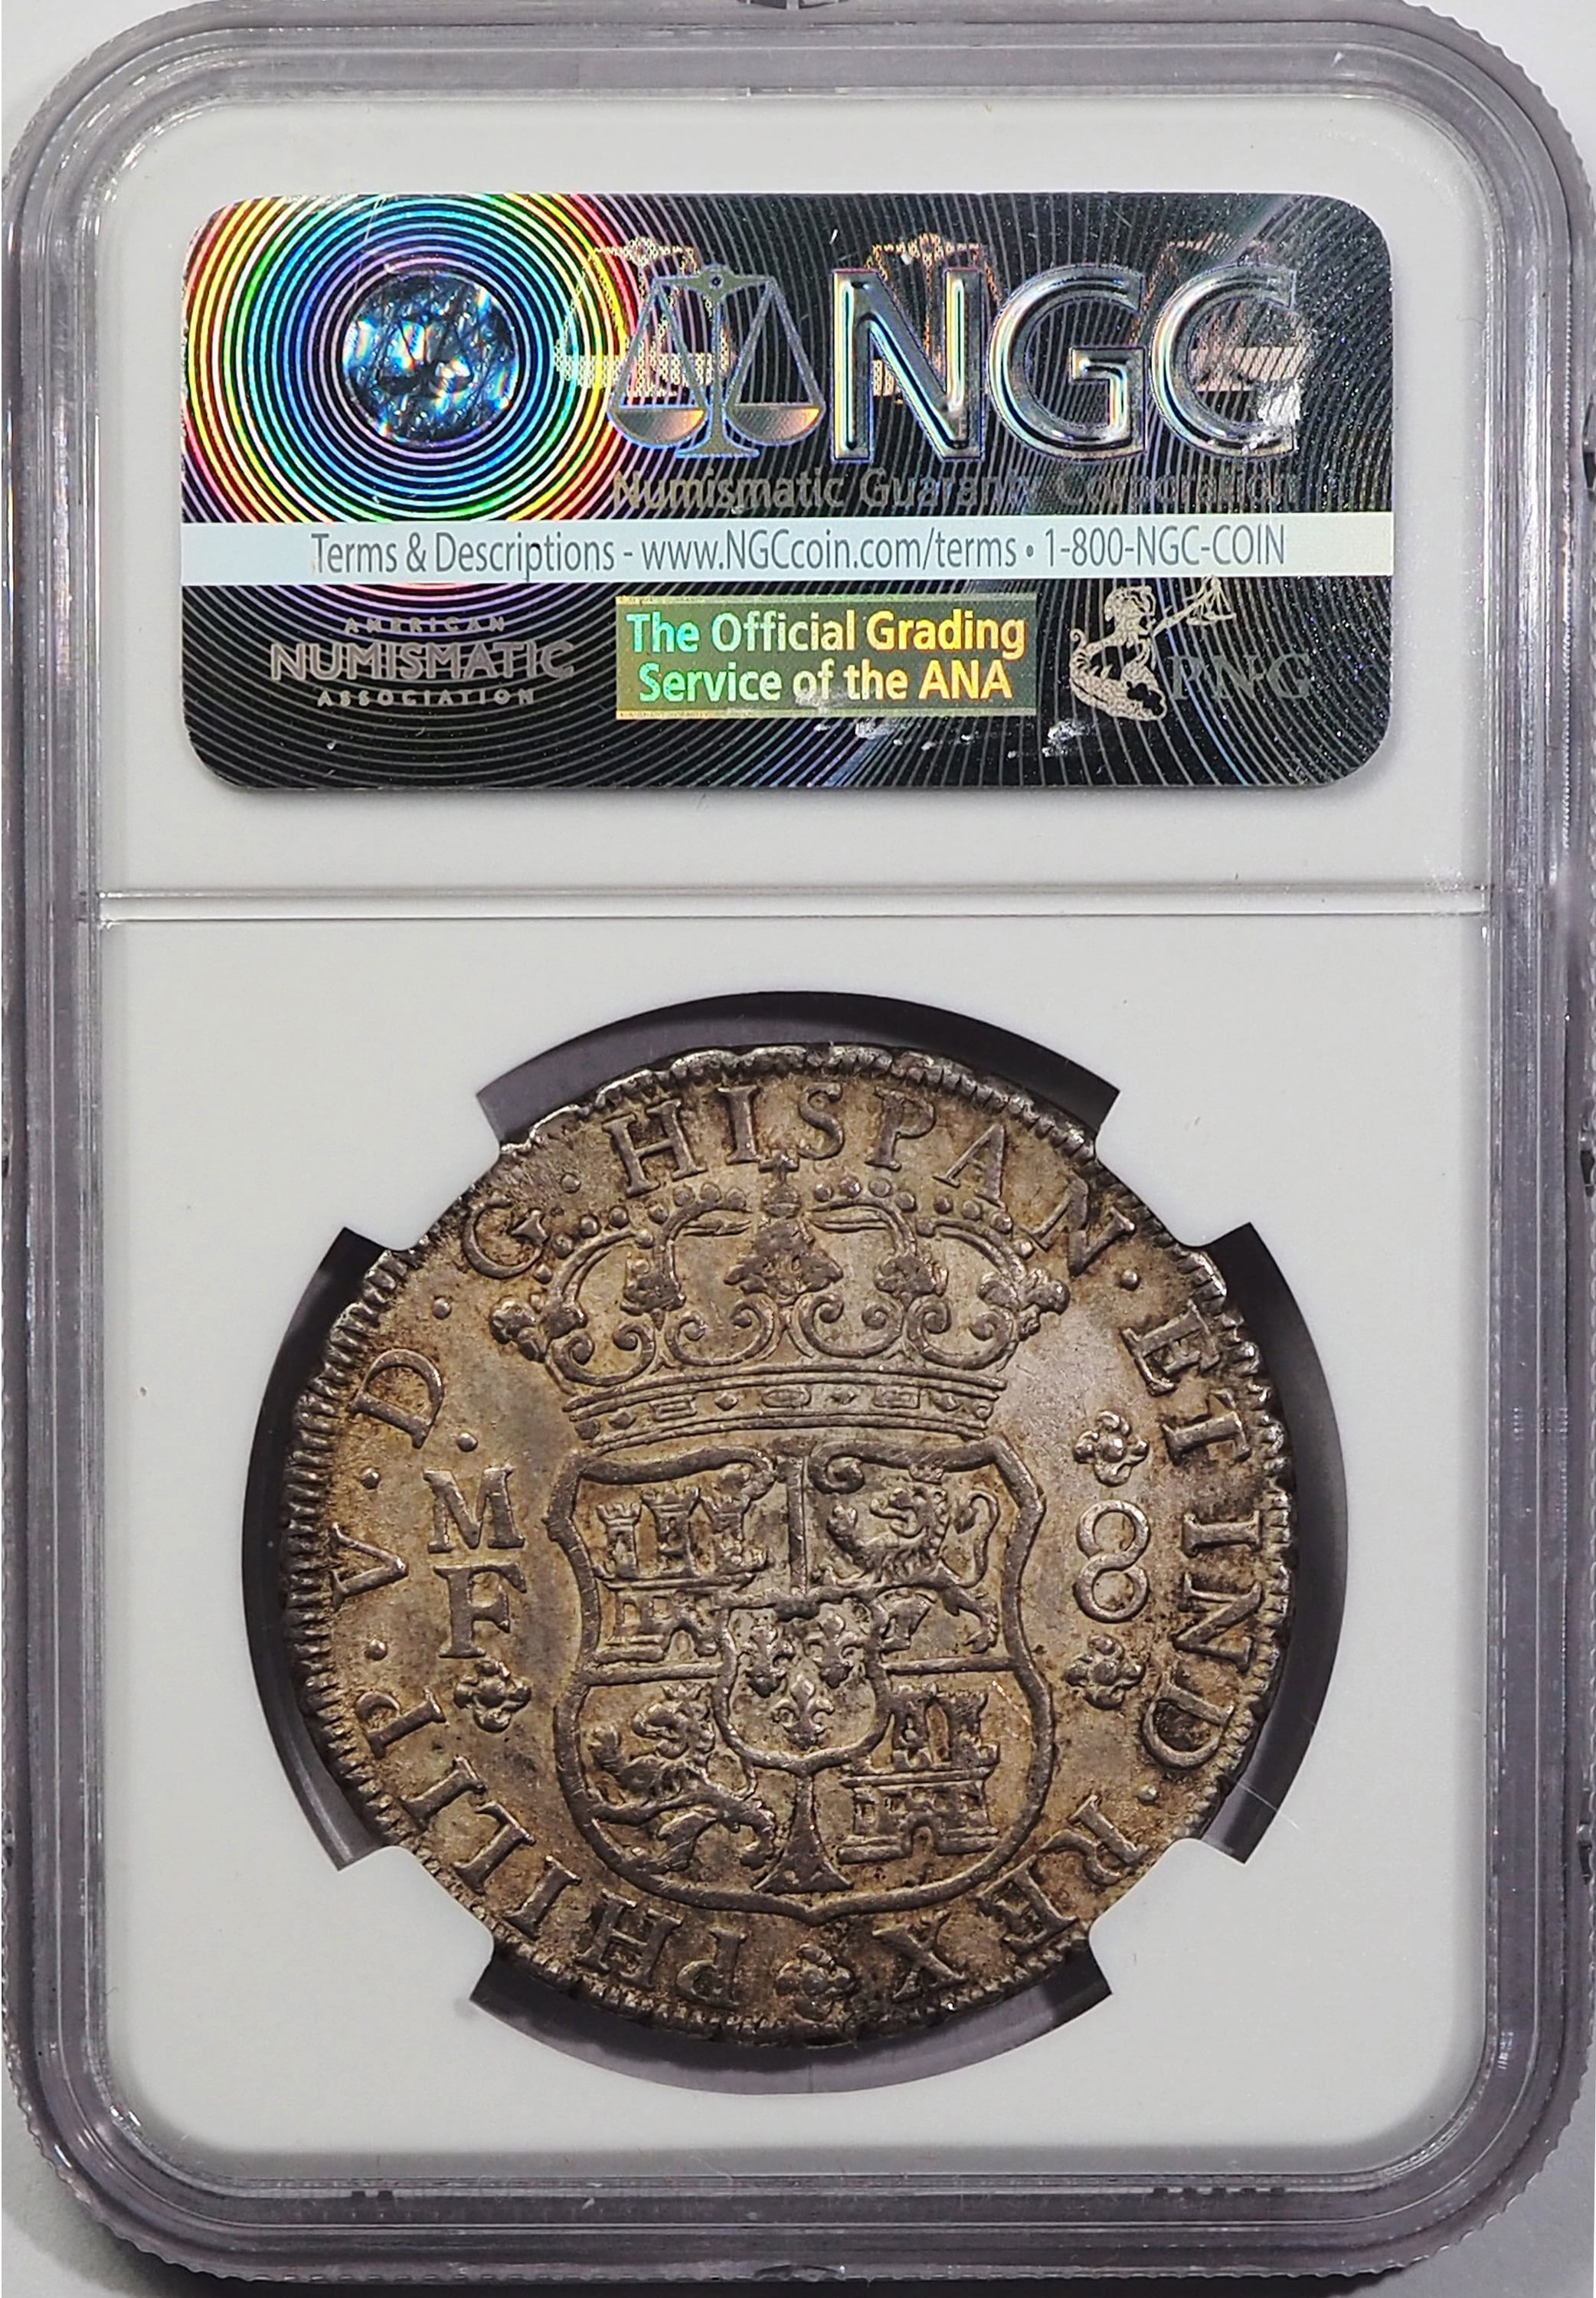 NGC
Numismatic Guaranty Corporation
Terms & Descriptions - www.NGCcoin.com/terms • 1-800-NGC-COIN
AMERICAN
NUMISMATIC
ASSOCIATION
The Official Grading
Service of the ANA
PNG
PHILIP · V · D · G · HISPAN · ET IND · REX
M
F
8